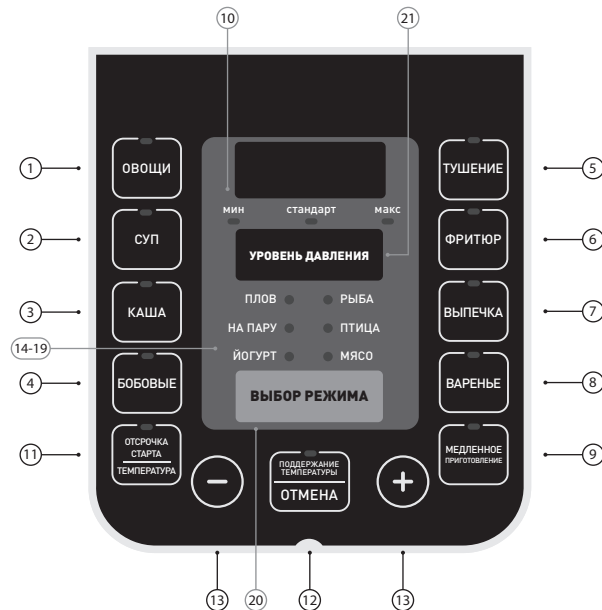 10
21
1
ОВОЩИ
ТУШЕНИЕ
5
мин стандарт макс
2
СУП
УРОВЕНЬ ДАВЛЕНИЯ
ФРИТЮР
6
3
КАША
ПЛОВ
РЫБА
ВЫПЕЧКА
7
НА ПАРУ
ПТИЦА
14-19
ЙОГУРТ
МЯСО
4
БОБОВЫЕ
ВЫБОР РЕЖИМА
ВАРЕНЬЕ
8
11
ОТСРОЧКА
СТАРТА
ТЕМПЕРАТУРА
−
ПОДДЕРЖАНИЕ
ТЕМПЕРАТУРЫ
ОТМЕНА
+
МЕДЛЕННОЕ
ПРИГОТОВЛЕНИЕ
9
13
20
12
13